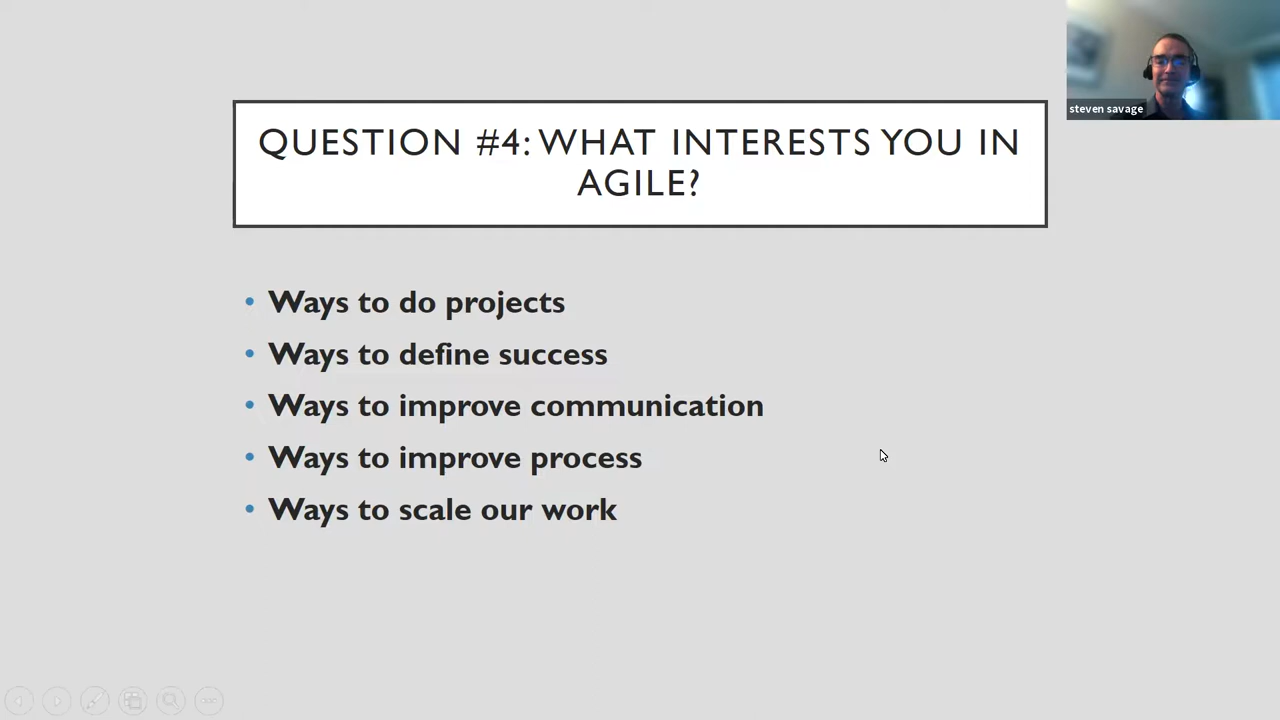 QUESTION #4: WHAT INTERESTS YOU IN
AGILE?
• Ways to do projects
• Ways to define success
• Ways to improve communication
• Ways to improve process
• Ways to scale our work
steven savage